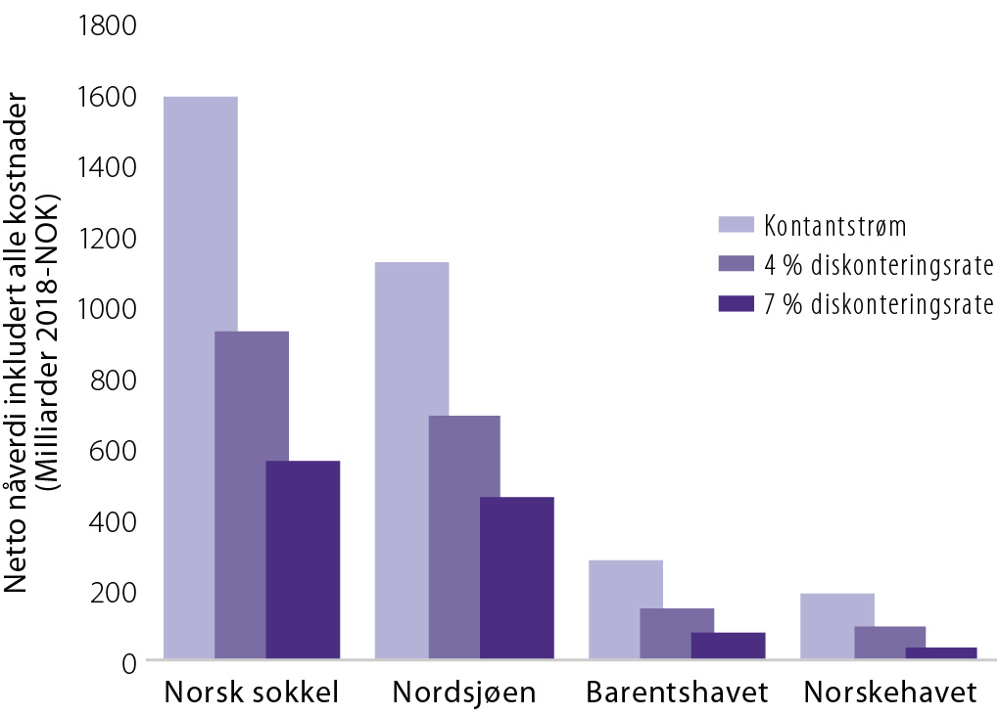 Netto nåverdi inkludert alle kostnader
(Milliarder 2018-NOK)
1800
1600
1400
1200
1000
800
600
400
200
0
Kontantstrøm
4 % diskonteringsrate
7 % diskonteringsrate
Norsk sokkel
Nordsjøen
Barentshavet
Norskehavet